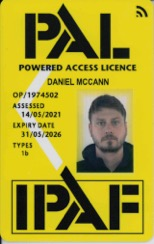 PAL
POWERED ACCESS LICENCE
DANIEL MCCANN
OP/1974502
ASSESSED
14/05/2021
EXPIRY DATE
31/05/2026
TYPES
1b
IPAF